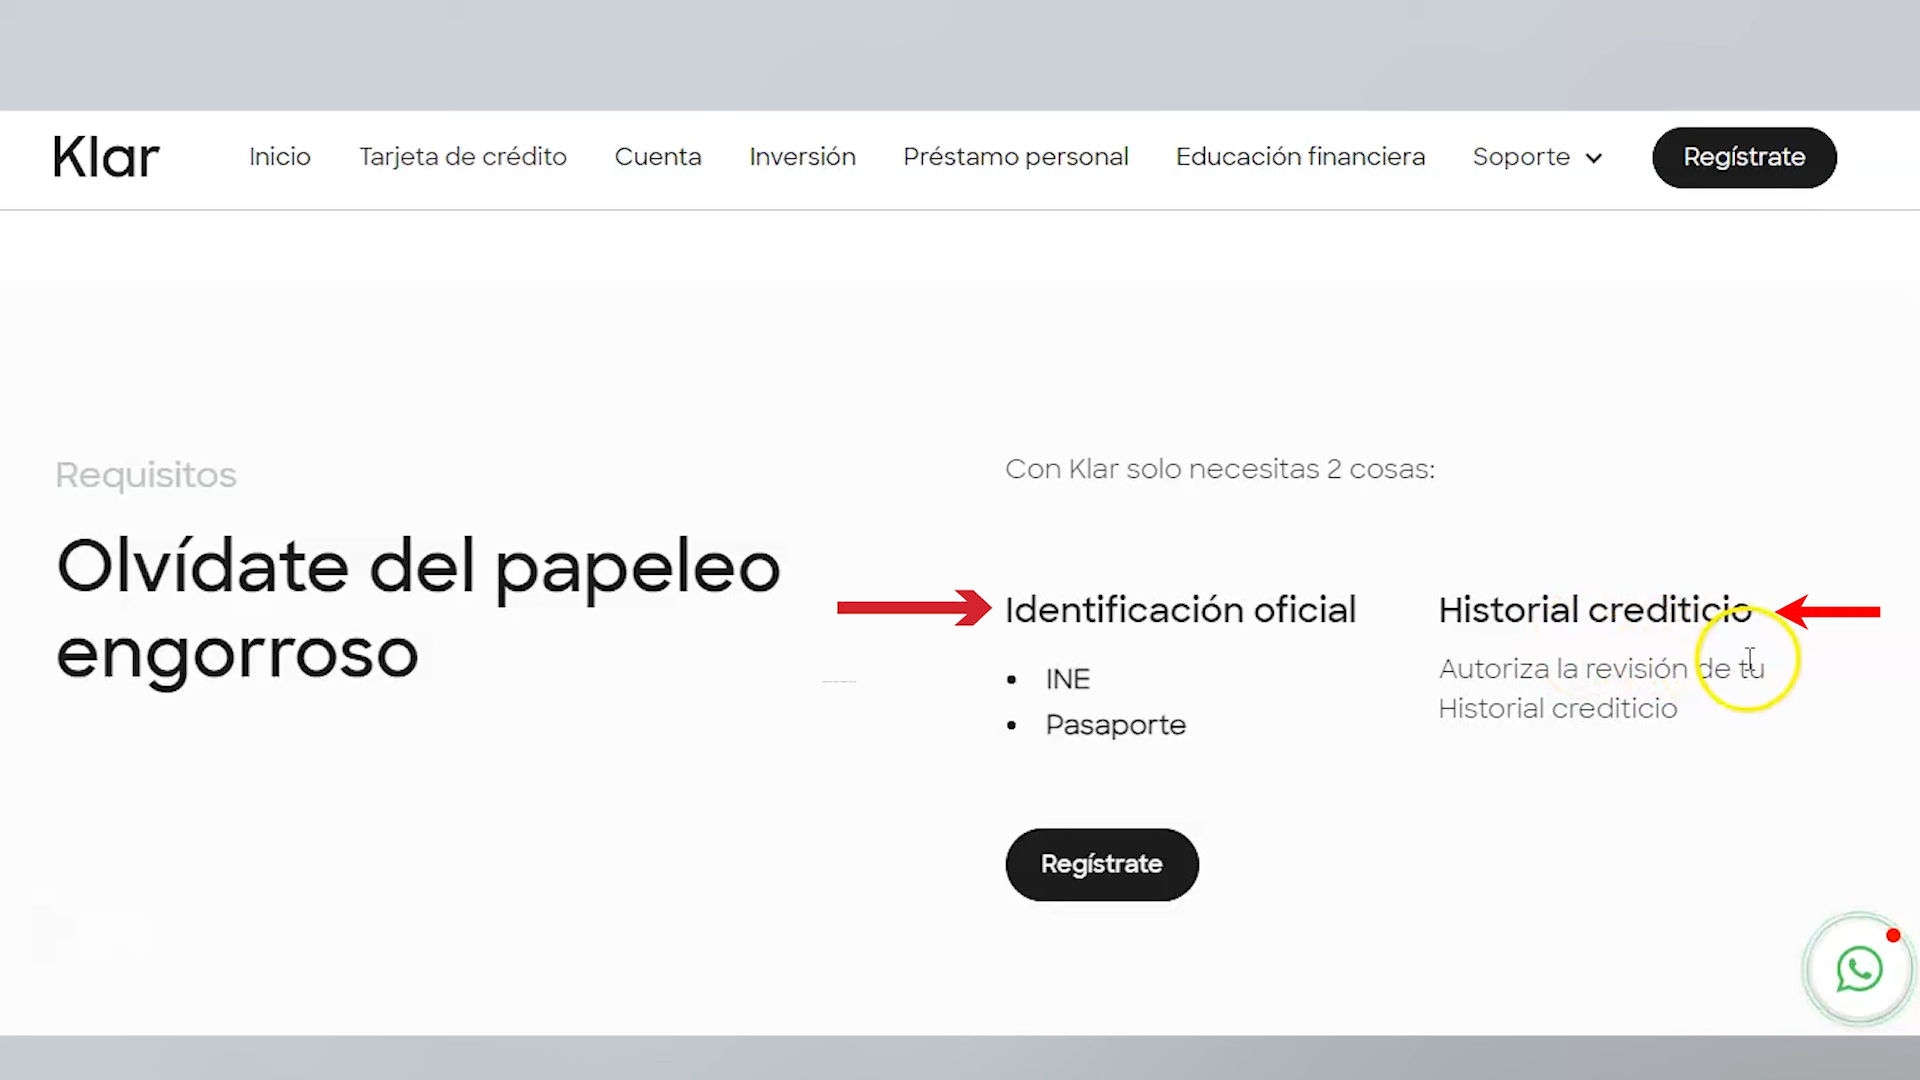 Klar
Inicio
Tarjeta de crédito
Cuenta
Inversión
Préstamo personal
Educación financiera
Soporte
Regístrate
Requisitos
Olvídate del papeleo
engorroso
Con Klar solo necesitas 2 cosas:
Identificación oficial
INE
Pasaporte
Historial crediticio
Autoriza la revisión de tu
Historial crediticio
Regístrate